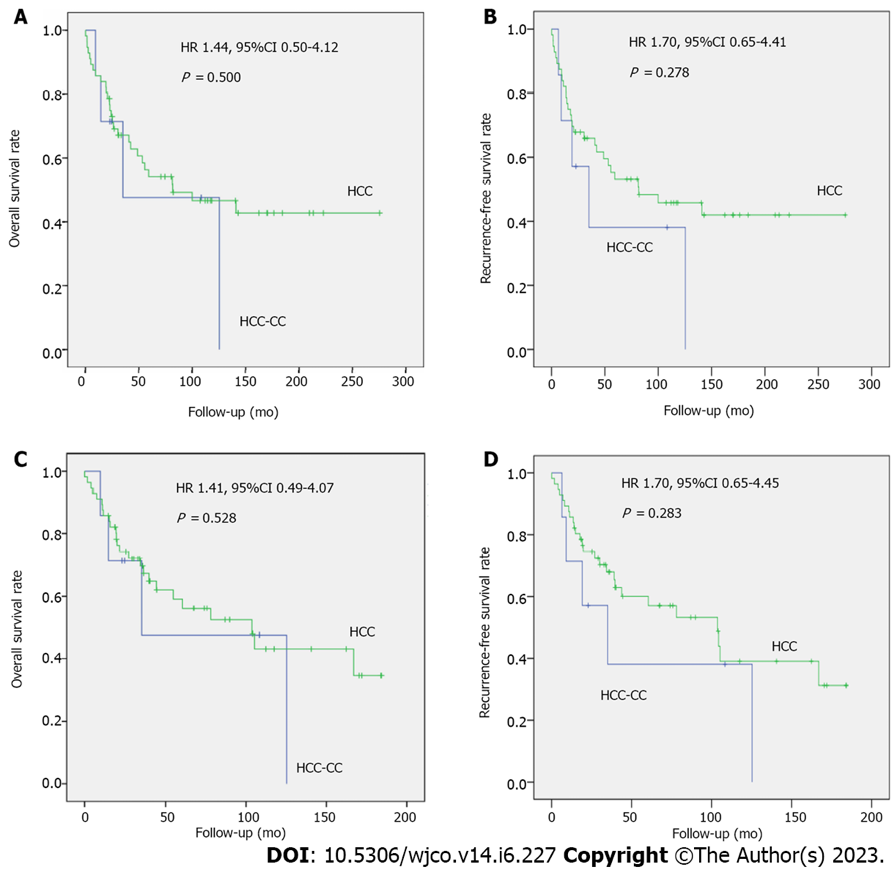 A
HR 1.44, 95%CI 0.50-4.12
P = 0.500
Overall survival rate
1.0
0.8
0.6
0.4
0.2
0.0
HCC
HCC-CC
0 50 100 150 200 250 300
Follow-up (mo)
B
HR 1.70, 95%CI 0.65-4.41
P = 0.278
Recurrence-free survival rate
1.0
0.8
0.6
0.4
0.2
0.0
HCC
HCC-CC
0 50 100 150 200 250 300
Follow-up (mo)
C
HR 1.41, 95%CI 0.49-4.07
P = 0.528
Overall survival rate
1.0
0.8
0.6
0.4
0.2
0.0
HCC
HCC-CC
0 50 100 150 200
Follow-up (mo)
D
HR 1.70, 95%CI 0.65-4.45
P = 0.283
Recurrence-free survival rate
1.0
0.8
0.6
0.4
0.2
0.0
HCC
HCC-CC
0 50 100 150 200
Follow-up (mo)
DOI: 10.5306/wjco.v14.i6.227 Copyright ©The Author(s) 2023.